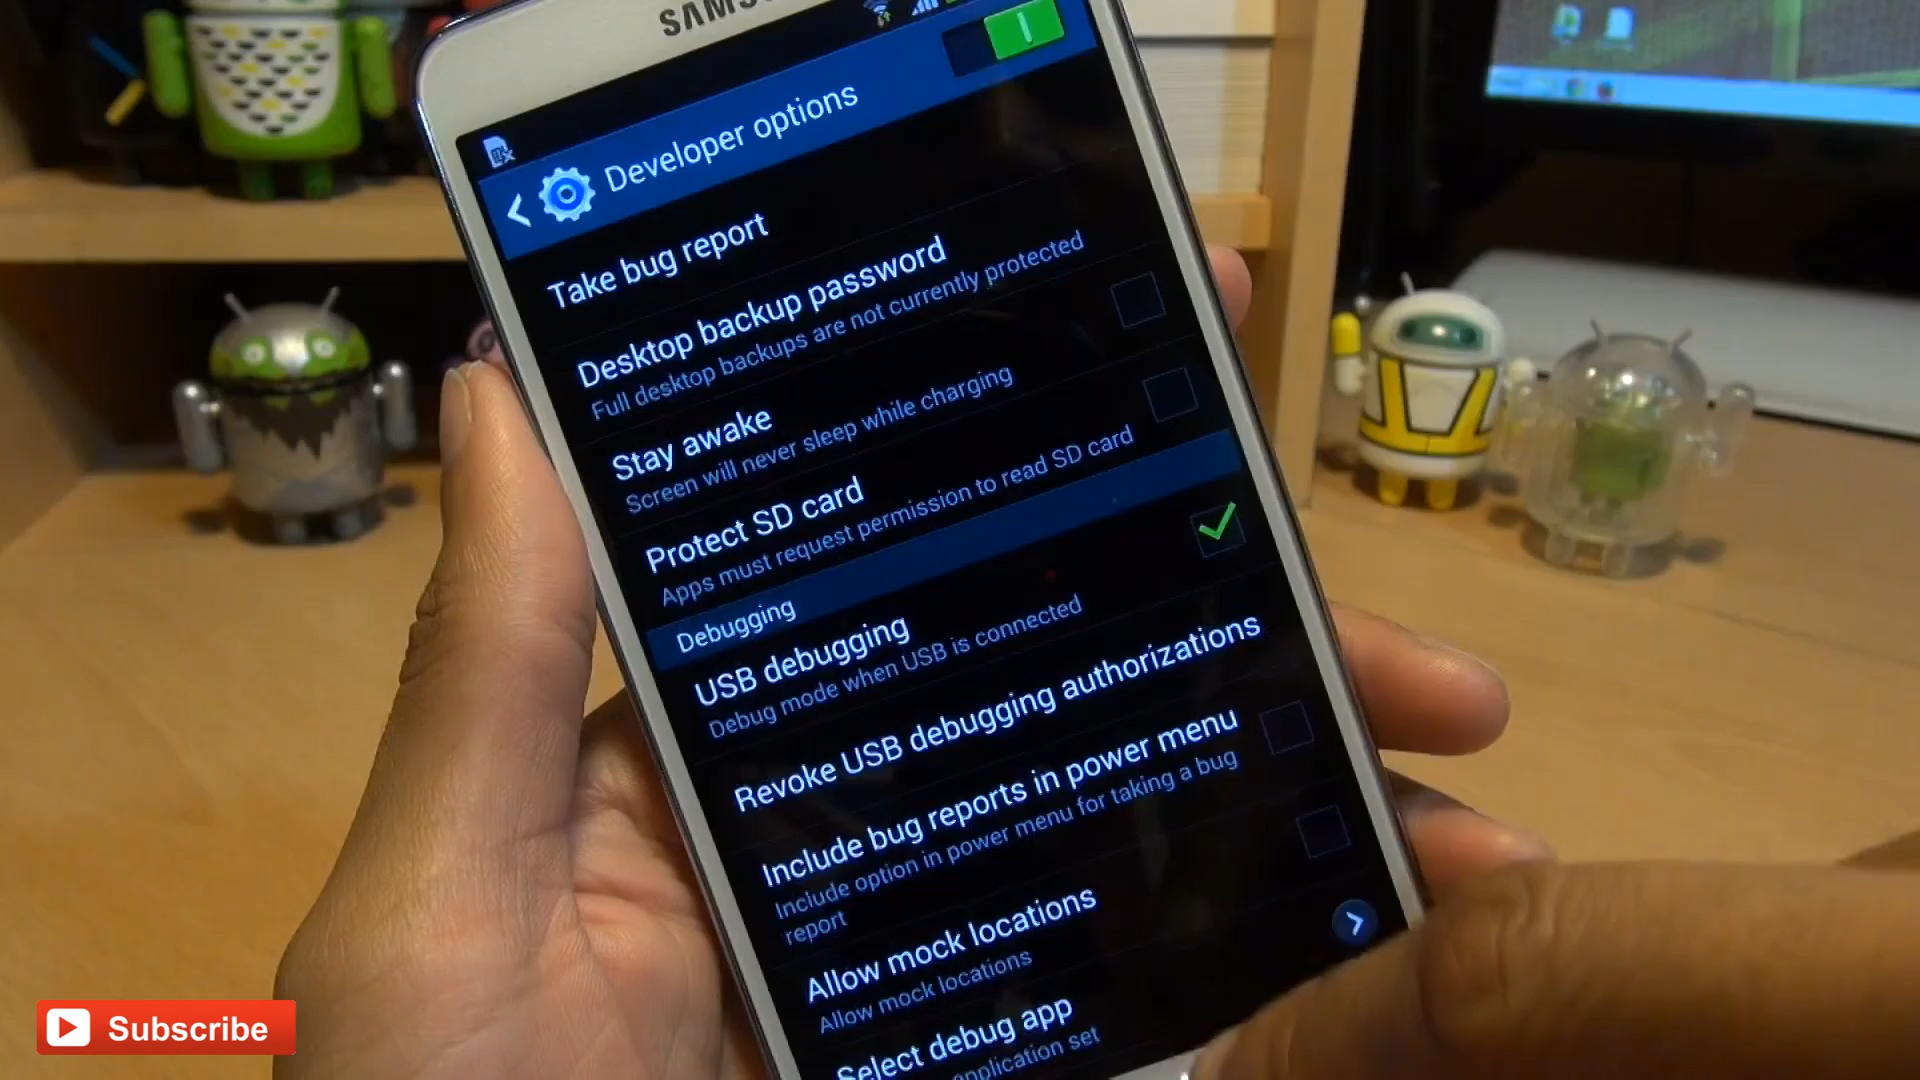 Developer options
Take bug report
Desktop backup password
Full desktop backups are not currently protected
Stay awake
Screen will never sleep while charging
Protect SD card
Apps must request permission to read SD card
Debugging
USB debugging
Debug mode when USB is connected
Revoke USB debugging authorizations
Include bug reports in power menu
Include option in power menu for taking a bug
report
Allow mock locations
Allow mock locations
Select debug app
application set
Subscribe